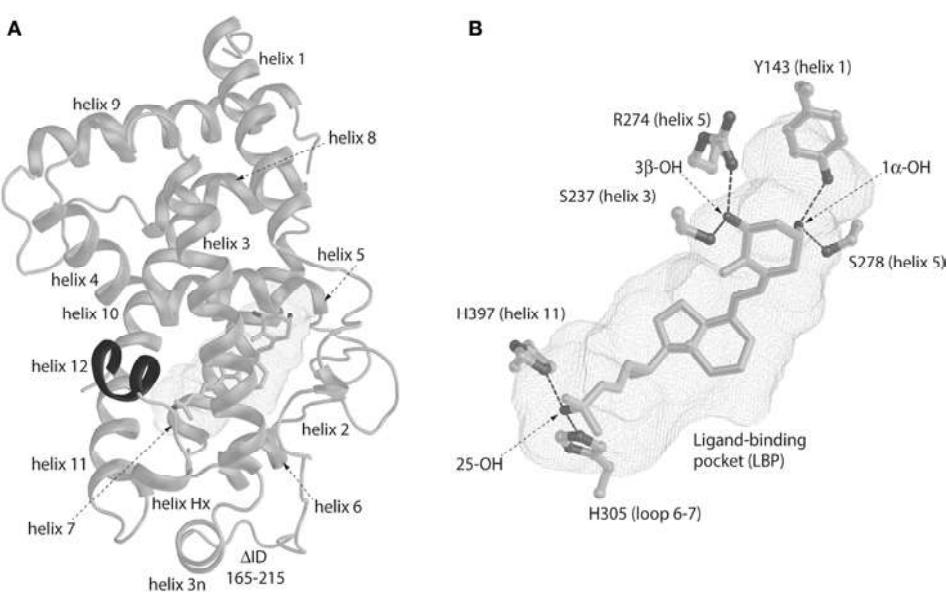 A
helix 1
helix 9
helix 8
helix 3
helix 5
helix 4
helix 10
helix 12
helix 2
helix 11
helix Hx
helix 6
helix 7
ΔID
165-215
helix 3n
B
Y143 (helix 1)
R274 (helix 5)
3β-OH
1α-OH
S237 (helix 3)
S278 (helix 5)
H397 (helix 11)
25-OH
Ligand-binding
pocket (LBP)
H305 (loop 6-7)